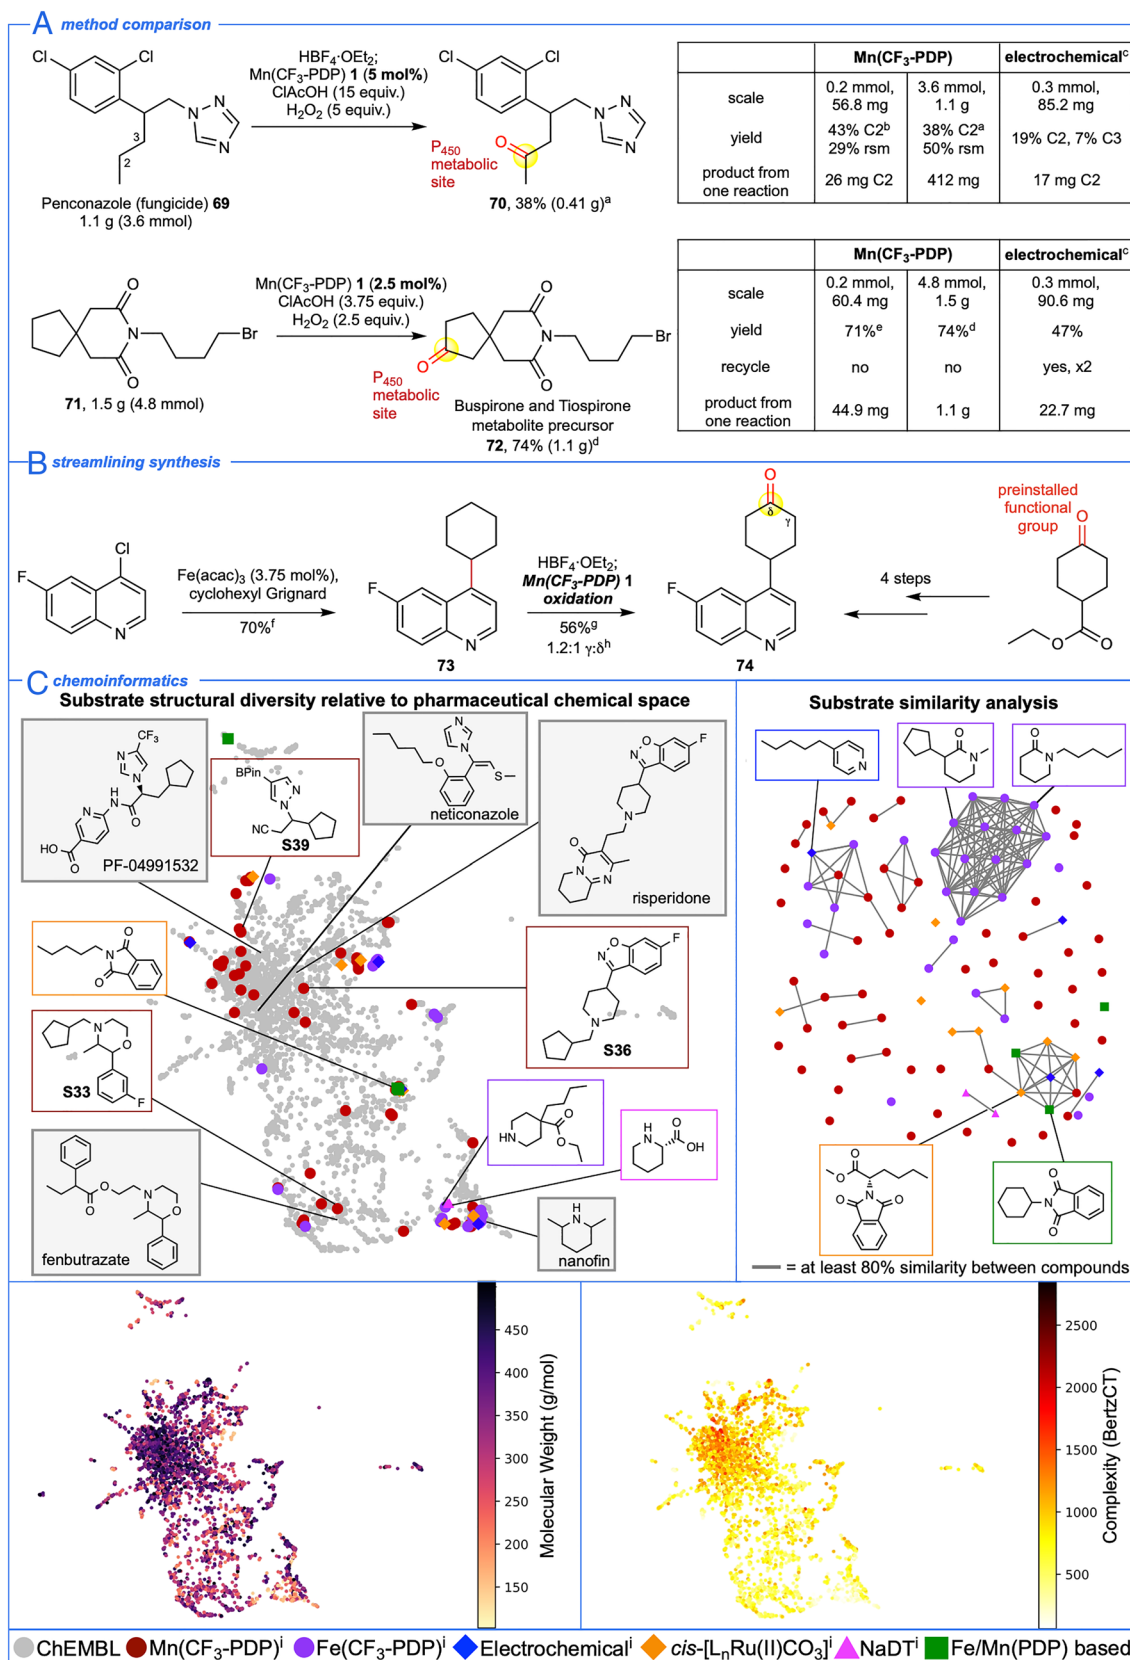 A method comparison
Cl
Cl
N
N
N
3
2
Penconazole (fungicide) 69
1.1 g (3.6 mmol)
HBF₄·OEt₂;
Mn(CF₃-PDP) 1 (5 mol%)
ClAcOH (15 equiv.)
H₂O₂ (5 equiv.)
Cl
Cl
N
N
N
O
P₄₅₀
metabolic
site
70, 38% (0.41 g)ᵃ
Mn(CF₃-PDP) electrochemicalᶜ
scale 0.2 mmol, 56.8 mg 3.6 mmol, 1.1 g 0.3 mmol, 85.2 mg
yield 43% C2ᵇ 29% rsm 38% C2ᵃ 50% rsm 19% C2, 7% C3
product from one reaction 26 mg C2 412 mg 17 mg C2
O
N
O
Br
71, 1.5 g (4.8 mmol)
Mn(CF₃-PDP) 1 (2.5 mol%)
ClAcOH (3.75 equiv.)
H₂O₂ (2.5 equiv.)
O
N
O
Br
O
P₄₅₀
metabolic
site
Buspirone and Tiospirone
metabolite precursor
72, 74% (1.1 g)ᵈ
Mn(CF₃-PDP) electrochemicalᶜ
scale 0.2 mmol, 60.4 mg 4.8 mmol, 1.5 g 0.3 mmol, 90.6 mg
yield 71%ᵉ 74%ᵈ 47%
recycle no no yes, x2
product from one reaction 44.9 mg 1.1 g 22.7 mg
B streamlining synthesis
Cl
F
N
Fe(acac)₃ (3.75 mol%),
cyclohexyl Grignard
70%ᶠ
F
N
73
HBF₄·OEt₂;
Mn(CF₃-PDP) 1
oxidation
56%ᵍ
1.2:1 γ:δʰ
O
δ
γ
F
N
74
4 steps
preinstalled
functional
group
O
O
O
C chemoinformatics
Substrate structural diversity relative to pharmaceutical chemical space
CF₃
N
N
H
N
N
O
HO
O
PF-04991532
BPin
N
N
NC
S39
N
N
O
S
neticonazole
N
O
F
N
O
N
N
risperidone
O
N
O
N
O
F
N
S36
N
O
F
S33
O
O
N
O
fenbutrazate
HN
O
O
H
N
O
OH
H
N
nanofin
Substrate similarity analysis
N
O
N
O
N
O
O
O
N
O
O
N
O
= at least 80% similarity between compounds
Molecular Weight (g/mol)
450
400
350
300
250
200
150
Complexity (BertzCT)
2500
2000
1500
1000
500
ChEMBL Mn(CF₃-PDP)ⁱ Fe(CF₃-PDP)ⁱ Electrochemicalⁱ cis-[LₙRu(II)CO₃]ⁱ NaDTⁱ Fe/Mn(PDP) based